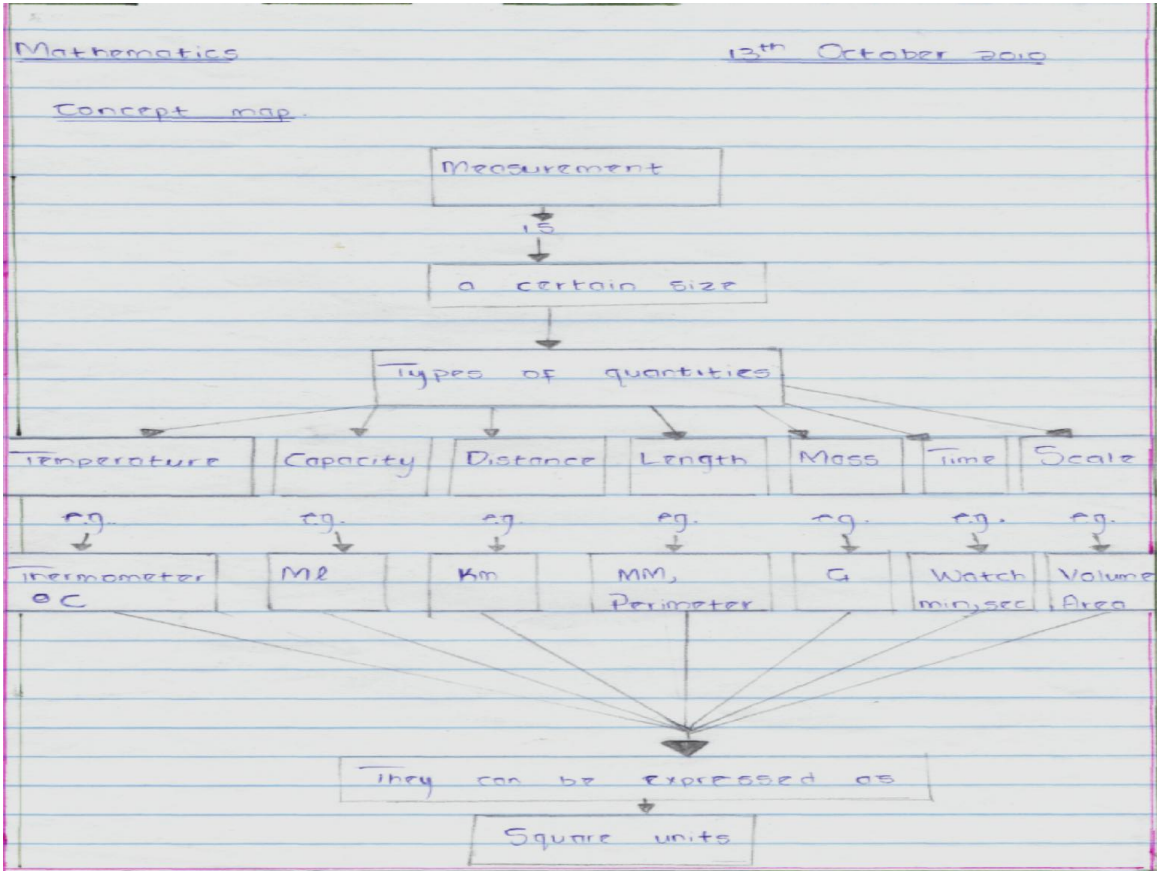 Mathematics 13th October 2010
Concept map.
Measurement
is
a certain size
Types of quantities
Temperature Capacity Distance Length Mass Time Scale
e.g. e.g. e.g. e.g. e.g. e.g. e.g.
Thermometer Ml Km MM, G Watch Volume
°C Perimeter min,sec Area
They can be expressed as
Square units